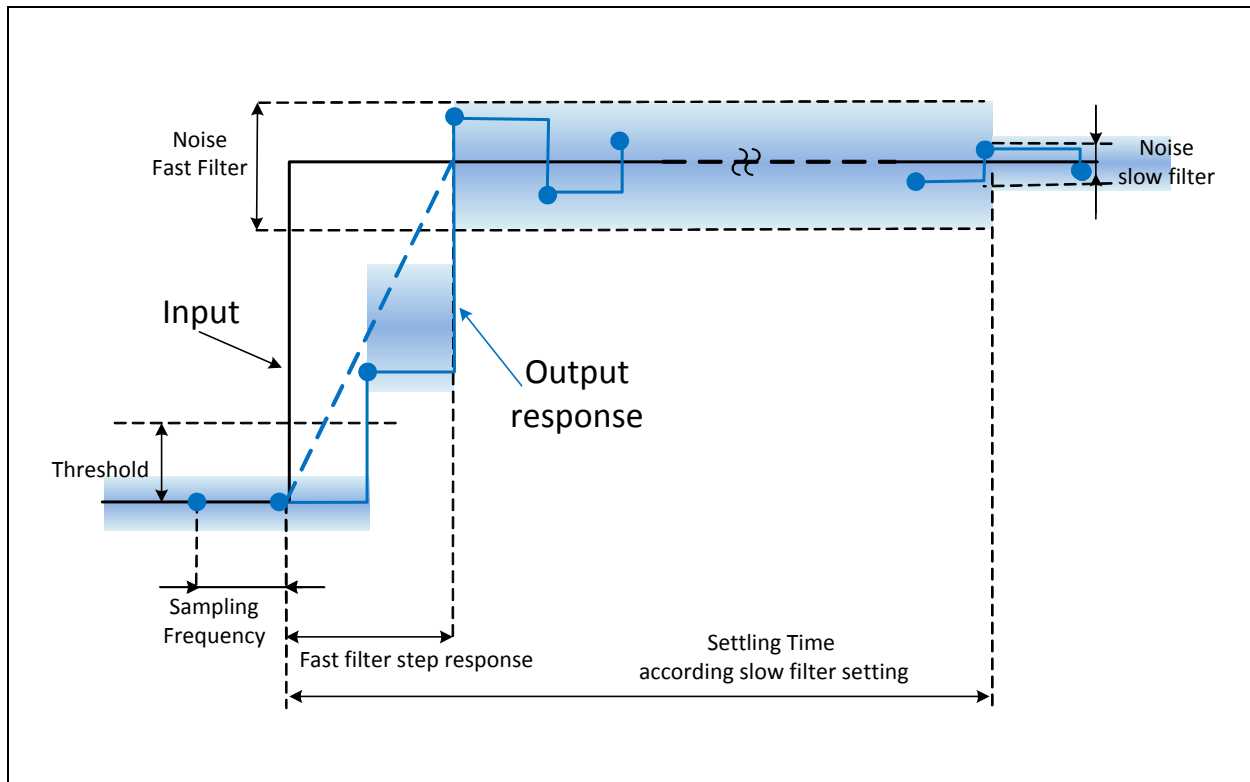 Noise
Fast Filter
Noise
slow filter
Input
Output
response
Threshold
Sampling
Frequency
Fast filter step response
Settling Time
according slow filter setting